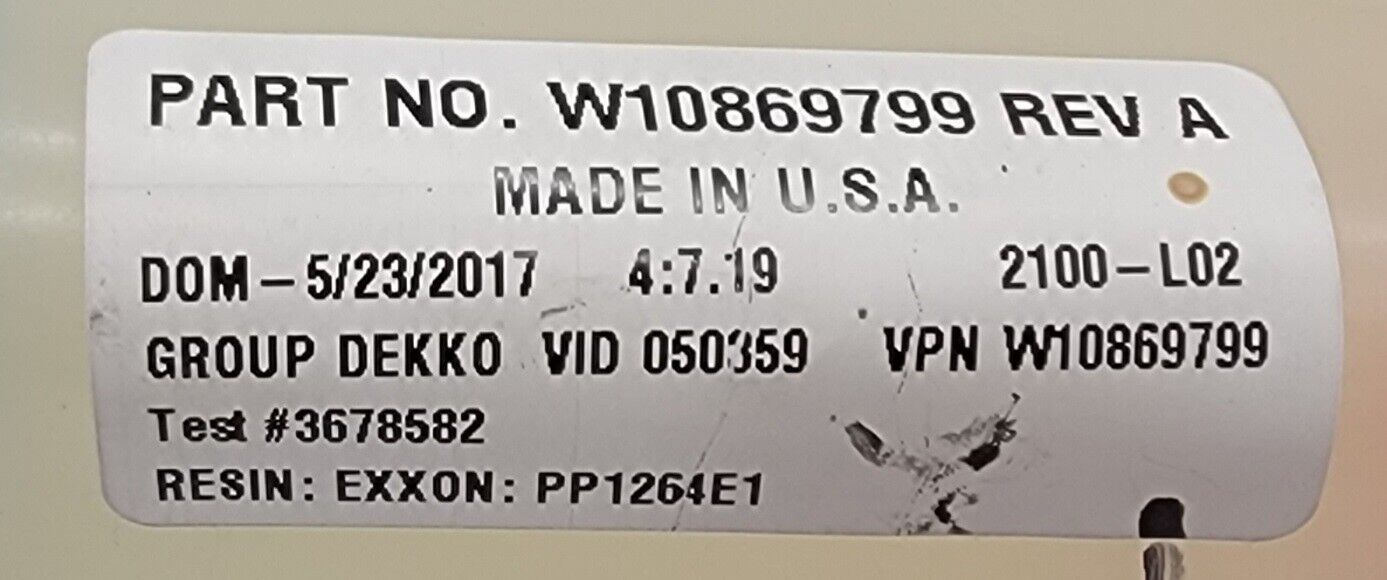 PART NO. W10869799 REV A
MADE IN U.S.A.
DOM-5/23/2017 4:7.19 2100-L02
GROUP DEKKO VID 050359 VPN W10869799
Test #3678582
RESIN: EXXON: PP1264E1